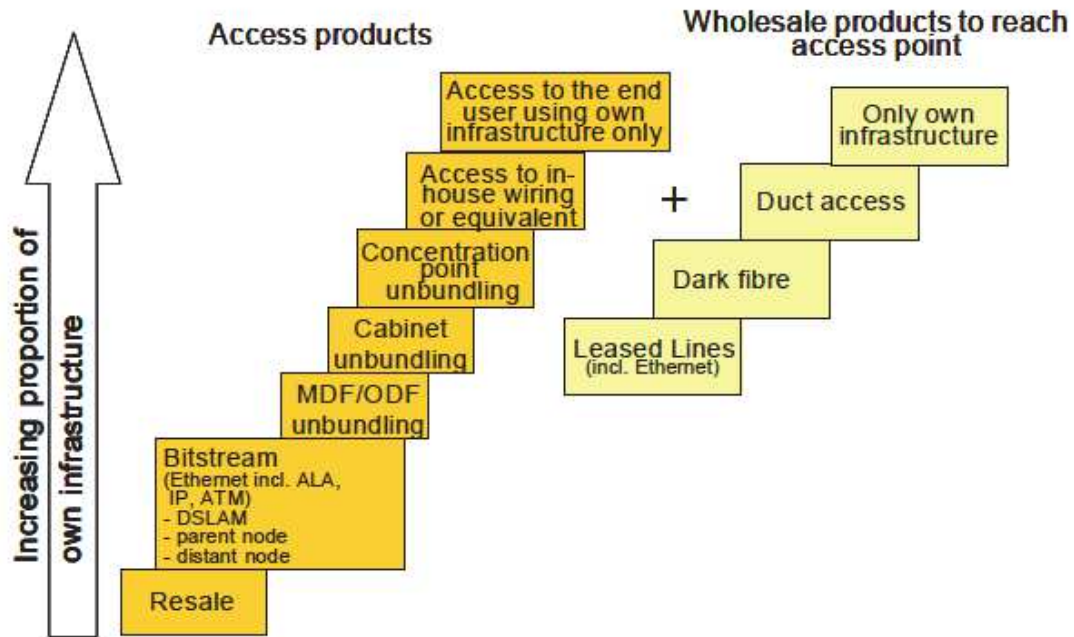 Access products
Wholesale products to reach
access point
Increasing proportion of
own infrastructure
Access to the end
user using own
infrastructure only
Access to in-
house wiring
or equivalent
Concentration
point
unbundling
Cabinet
unbundling
MDF/ODF
unbundling
Bitstream
(Ethernet incl. ALA,
IP, ATM)
- DSLAM
- parent node
- distant node
Resale
+
Only own
infrastructure
Duct access
Dark fibre
Leased Lines
(incl. Ethernet)